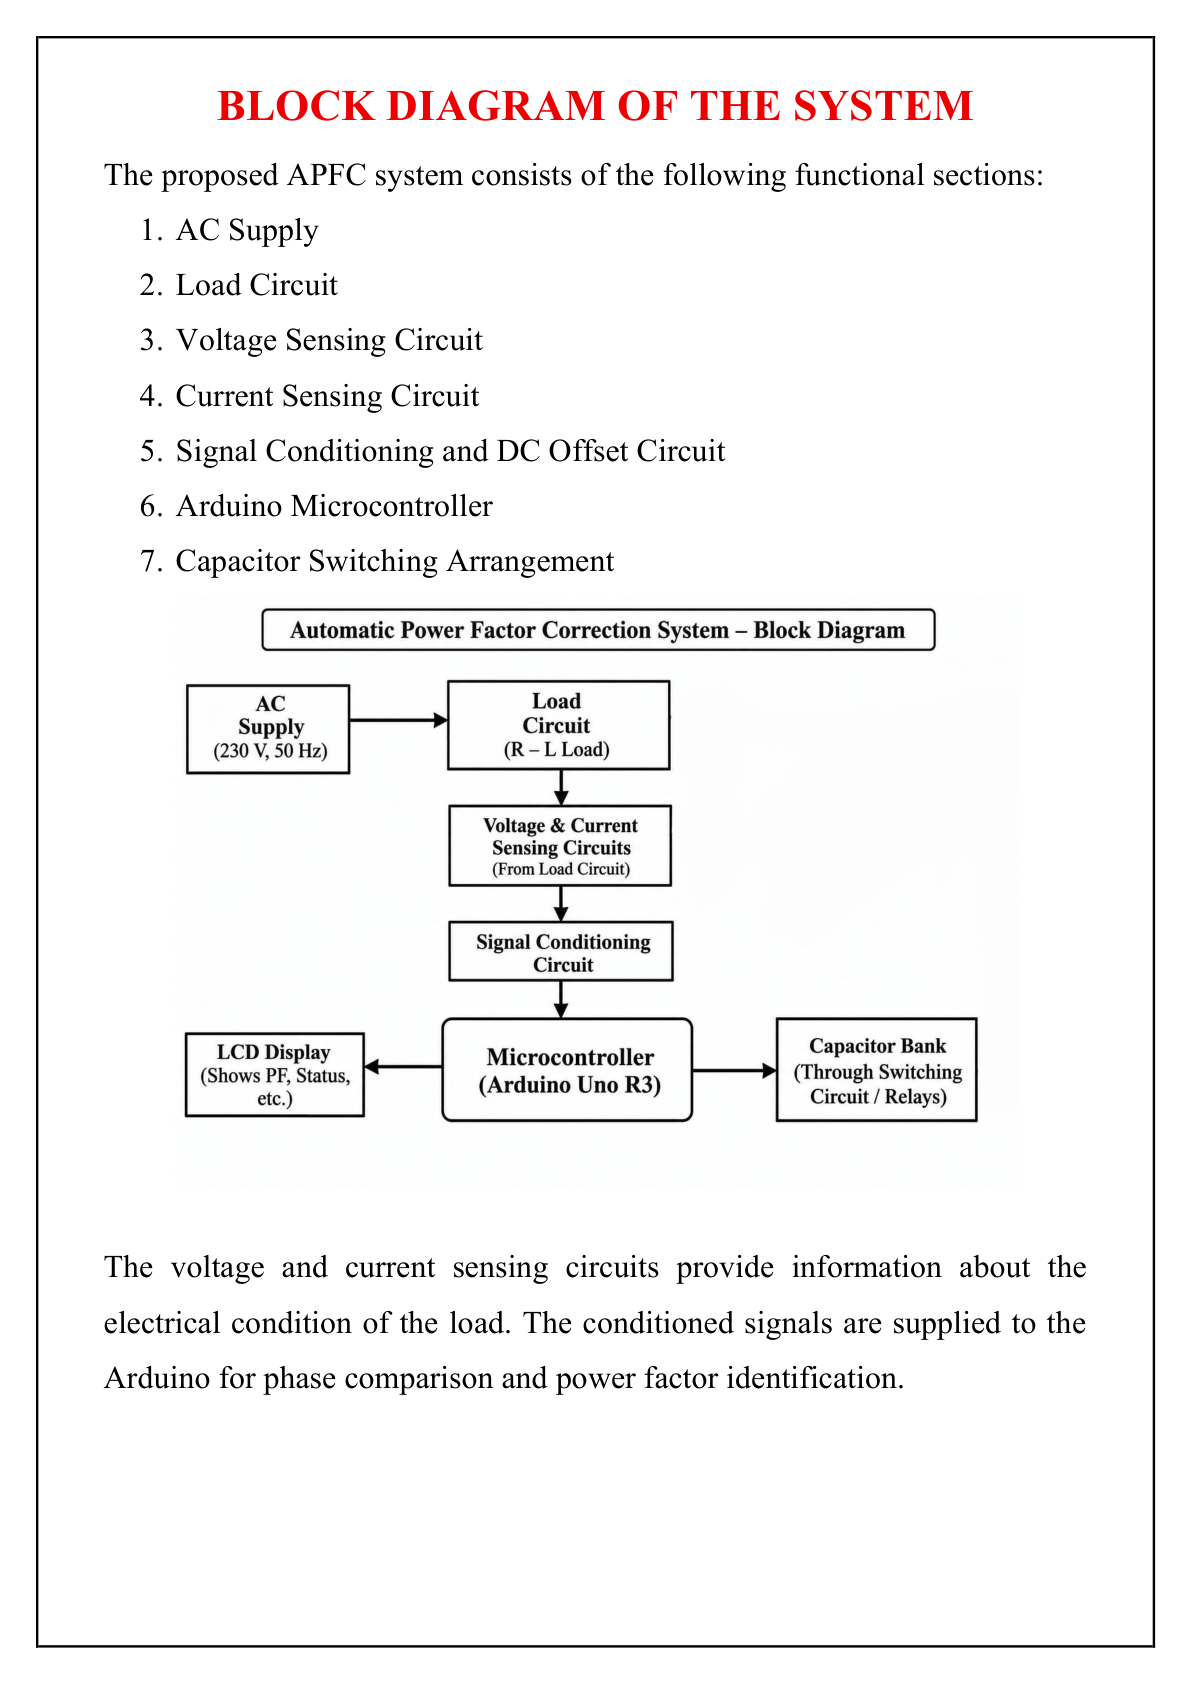 BLOCK DIAGRAM OF THE SYSTEM
The proposed APFC system consists of the following functional sections:
1. AC Supply
2. Load Circuit
3. Voltage Sensing Circuit
4. Current Sensing Circuit
5. Signal Conditioning and DC Offset Circuit
6. Arduino Microcontroller
7. Capacitor Switching Arrangement
Automatic Power Factor Correction System – Block Diagram
AC
Supply
(230 V, 50 Hz)
Load
Circuit
(R – L Load)
Voltage & Current
Sensing Circuits
(From Load Circuit)
Signal Conditioning
Circuit
LCD Display
(Shows PF, Status,
etc.)
Microcontroller
(Arduino Uno R3)
Capacitor Bank
(Through Switching
Circuit / Relays)
The voltage and current sensing circuits provide information about the
electrical condition of the load. The conditioned signals are supplied to the
Arduino for phase comparison and power factor identification.